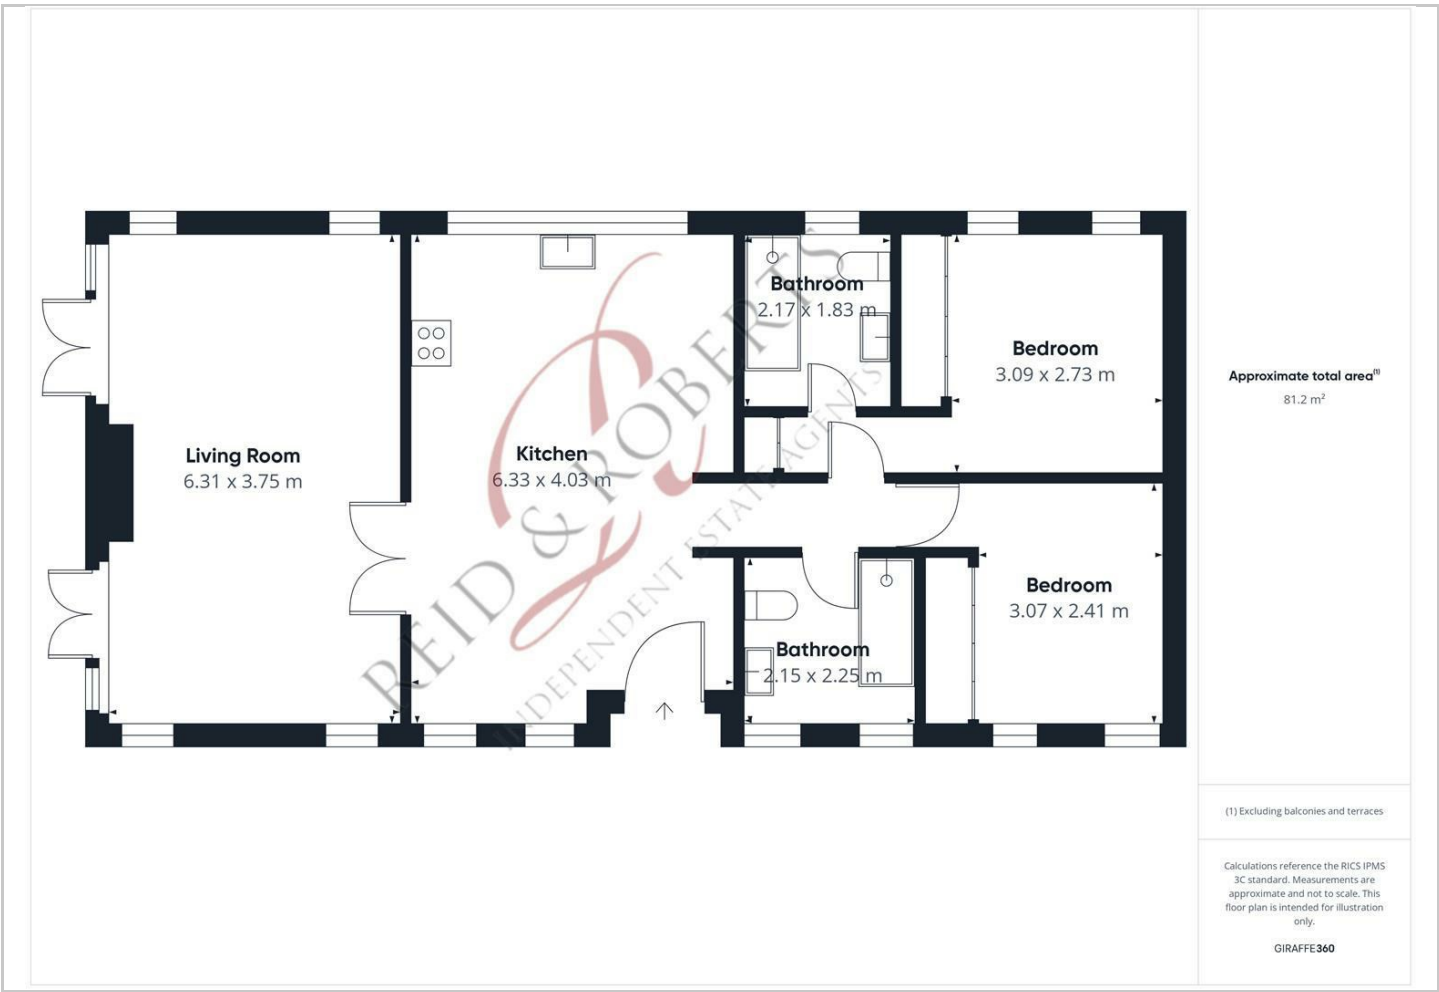 Living Room
6.31 x 3.75 m
Kitchen
6.33 x 4.03 m
Bathroom
2.17 x 1.83 m
Bedroom
3.09 x 2.73 m
Bathroom
2.15 x 2.25 m
Bedroom
3.07 x 2.41 m
REID & ROBERTS
INDEPENDENT ESTATE AGENTS
Approximate total area(1)
81.2 m²
(1) Excluding balconies and terraces
Calculations reference the RICS IPMS
3C standard. Measurements are
approximate and not to scale. This
floor plan is intended for illustration
only.
GIRAFFE360